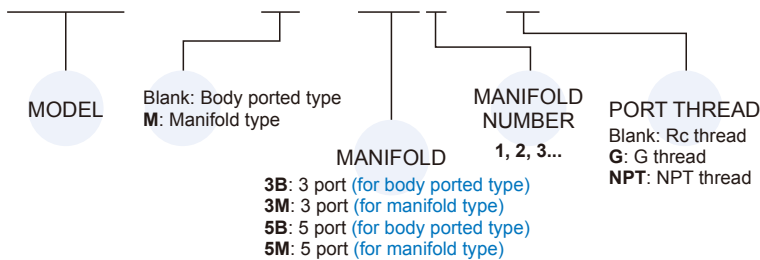 MODEL
Blank: Body ported type
M: Manifold type
MANIFOLD
3B: 3 port (for body ported type)
3M: 3 port (for manifold type)
5B: 5 port (for body ported type)
5M: 5 port (for manifold type)
MANIFOLD
NUMBER
1, 2, 3...
PORT THREAD
Blank: Rc thread
G: G thread
NPT: NPT thread